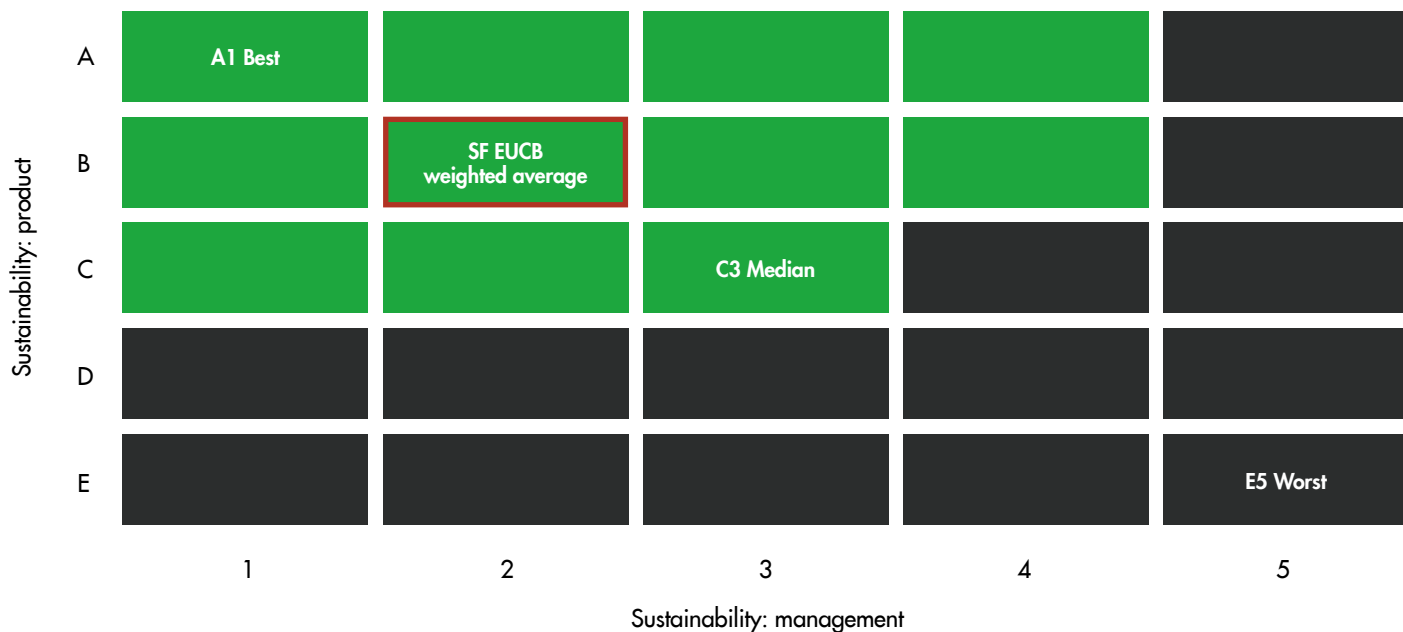 A
A1 Best
B
SF EUCB
weighted average
C
C3 Median
D
E
E5 Worst
Sustainability: product
1
2
3
4
5
Sustainability: management